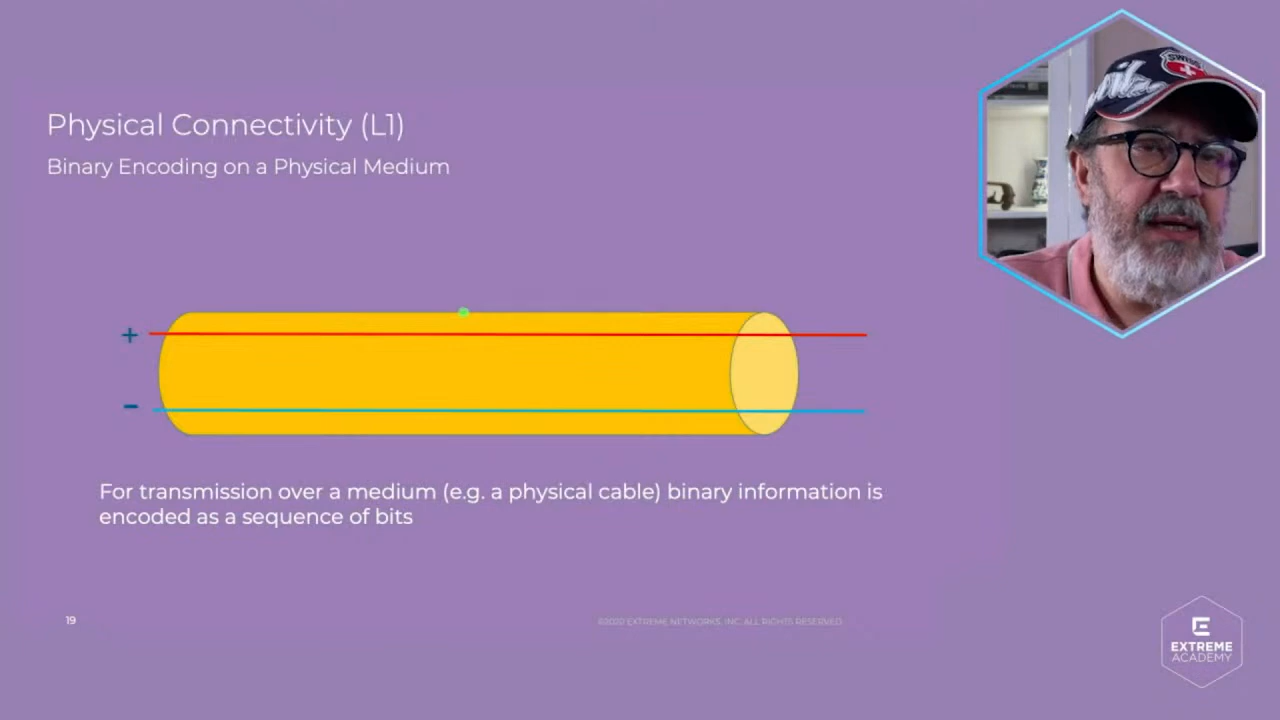 Physical Connectivity (L1)
Binary Encoding on a Physical Medium
SWISS
+
-
For transmission over a medium (e.g. a physical cable) binary information is
encoded as a sequence of bits
19
©2020 EXTREME NETWORKS, INC. ALL RIGHTS RESERVED.
EXTREME
ACADEMY